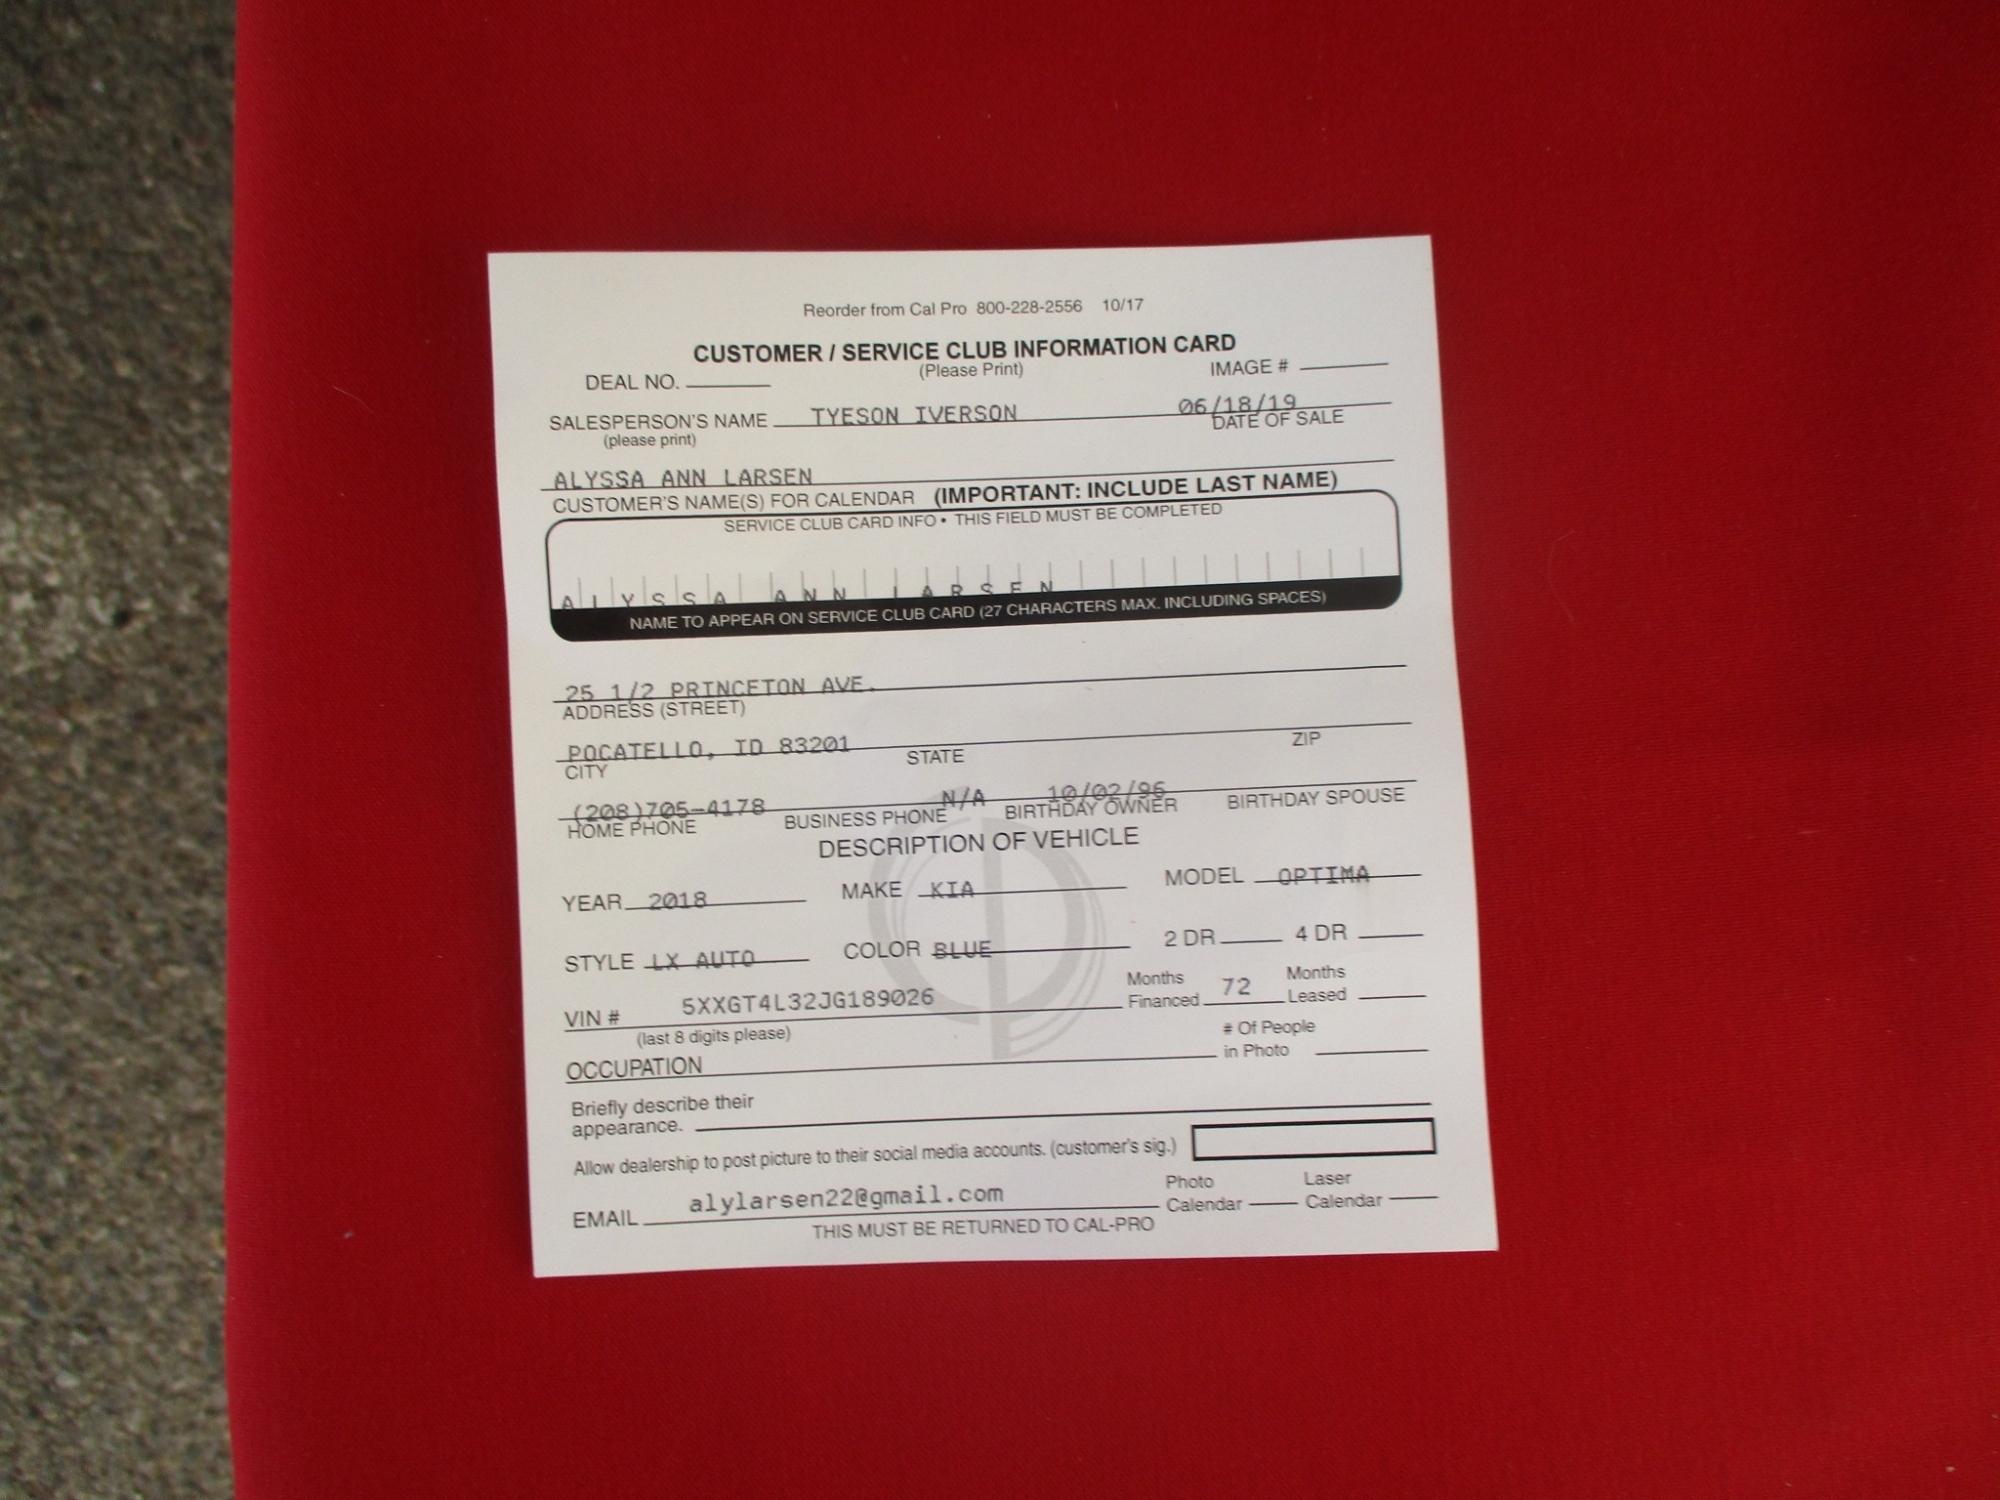 Reorder from Cal Pro 800-228-2556 10/17
CUSTOMER / SERVICE CLUB INFORMATION CARD
(Please Print)
DEAL NO. IMAGE #
SALESPERSON'S NAME TYESON IVERSON 06/18/19
(please print) DATE OF SALE
ALYSSA ANN LARSEN
CUSTOMER'S NAME(S) FOR CALENDAR (IMPORTANT: INCLUDE LAST NAME)
SERVICE CLUB CARD INFO • THIS FIELD MUST BE COMPLETED
ALYSSA ANN LARSEN
NAME TO APPEAR ON SERVICE CLUB CARD (27 CHARACTERS MAX. INCLUDING SPACES)
25 1/2 PRINCETON AVE.
ADDRESS (STREET)
POCATELLO, ID 83201
CITY STATE ZIP
(208)705-4178 N/A 10/02/96
HOME PHONE BUSINESS PHONE BIRTHDAY OWNER BIRTHDAY SPOUSE
DESCRIPTION OF VEHICLE
YEAR 2018 MAKE KIA MODEL OPTIMA
STYLE LX AUTO COLOR BLUE 2 DR 4 DR
VIN # 5XXGT4L32JG189026 Months Financed 72 Months Leased
(last 8 digits please)
OCCUPATION # Of People in Photo
Briefly describe their
appearance.
Allow dealership to post picture to their social media accounts. (customer's sig.)
EMAIL alylarsen22@gmail.com Photo Calendar Laser Calendar
THIS MUST BE RETURNED TO CAL-PRO